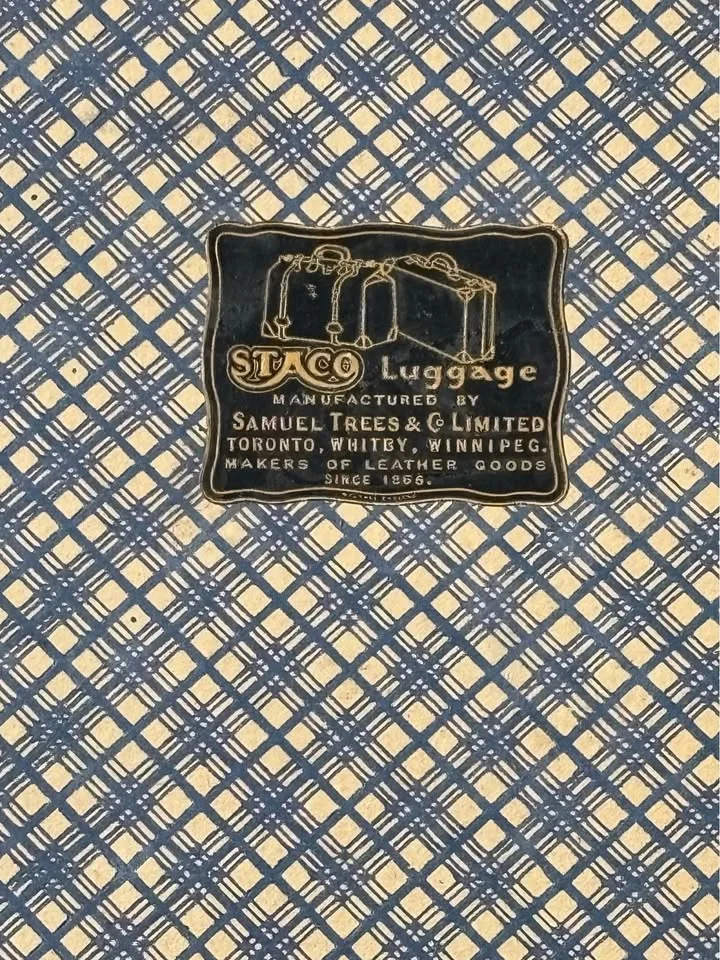 STACO Luggage
MANUFACTURED BY
SAMUEL TREES & Co LIMITED
TORONTO, WHITBY, WINNIPEG.
MAKERS OF LEATHER GOODS
SINCE 1866.